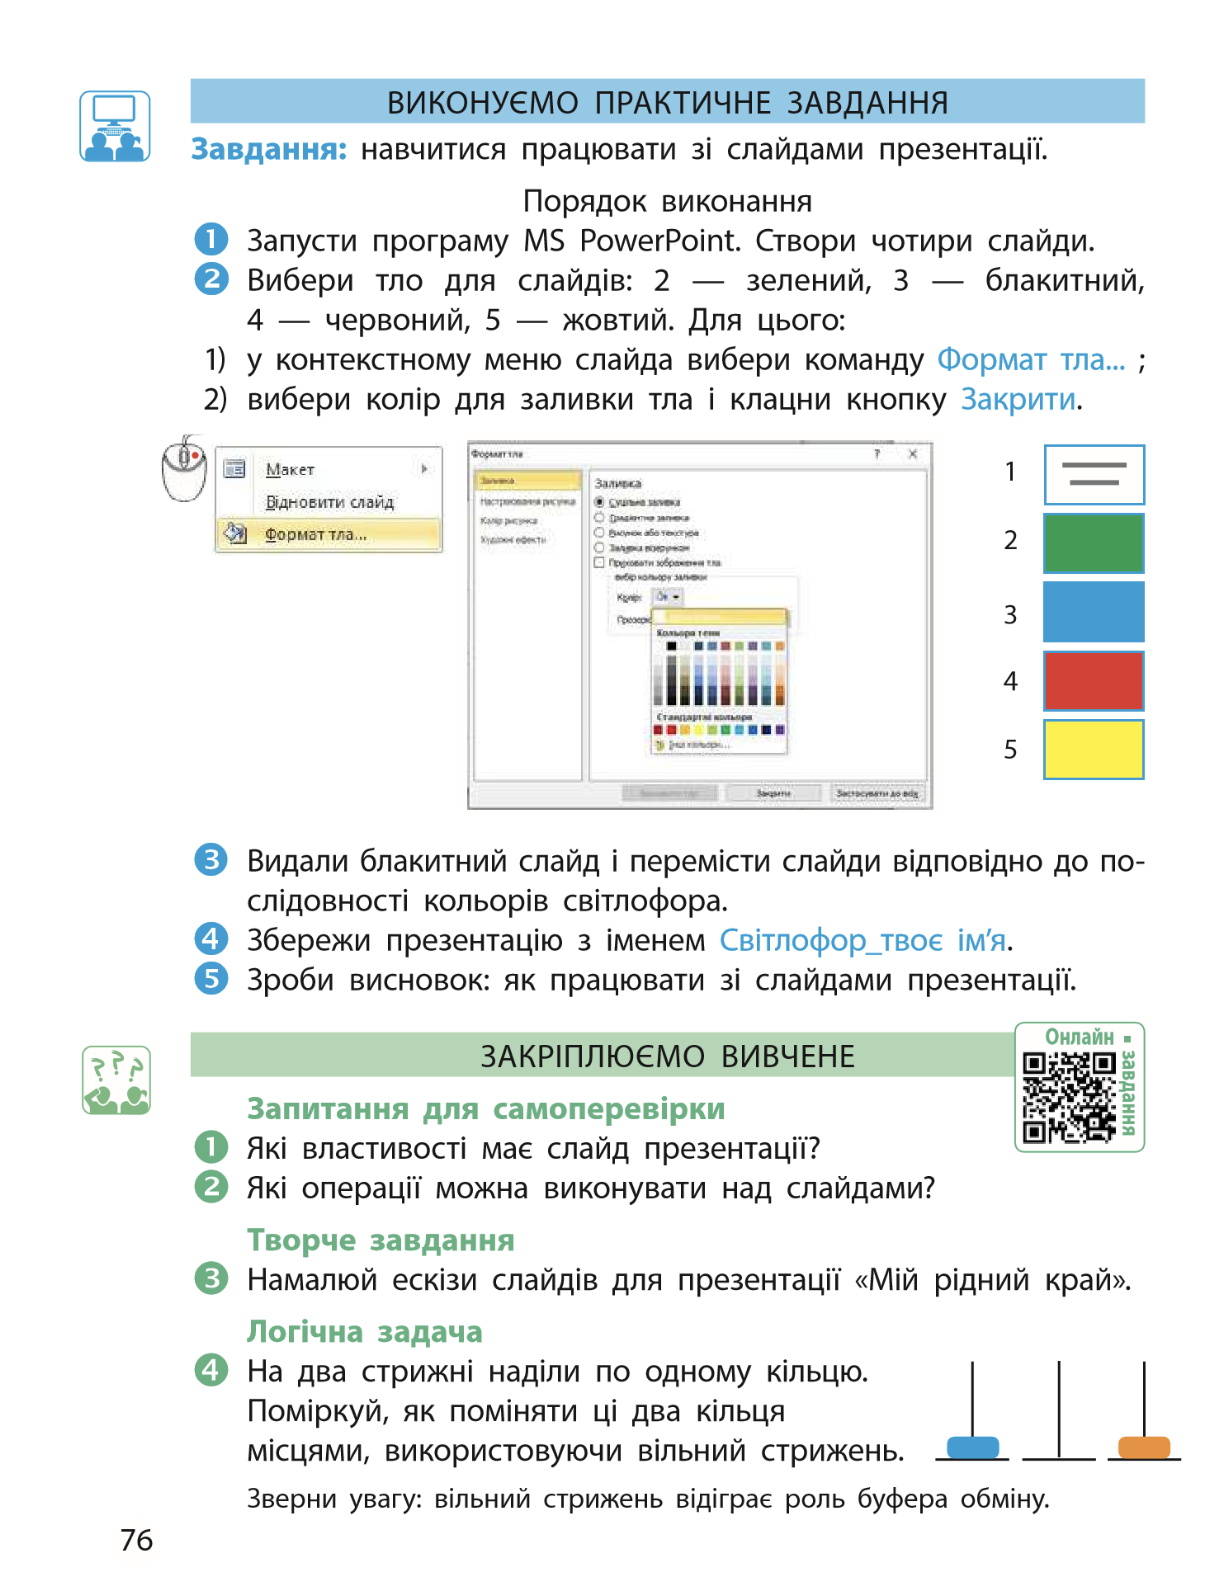 ВИКОНУЄМО ПРАКТИЧНЕ ЗАВДАННЯ
Завдання: навчитися працювати зі слайдами презентації.
Порядок виконання
1 Запусти програму MS PowerPoint. Створи чотири слайди.
2 Вибери тло для слайдів: 2 — зелений, 3 — блакитний,
4 — червоний, 5 — жовтий. Для цього:
1) у контекстному меню слайда вибери команду Формат тла... ;
2) вибери колір для заливки тла і клацни кнопку Закрити.
Макет
Відновити слайд
Формат тла...
Формат тла
? X
Заливка
Настроювання рисунка
Колір рисунка
Художні ефекти
Заливка
Суцільна заливка
Градієнтна заливка
Рисунок або текстура
Заливка візерунком
Приховати зображення тла
вибір кольору заливки
Колір:
Кольори теми
Стандартні кольори
Інші кольори...
Закрити
Застосувати до всіх
1
2
3
4
5
3 Видали блакитний слайд і перемісти слайди відповідно до по-
слідовності кольорів світлофора.
4 Збережи презентацію з іменем Світлофор_твоє ім’я.
5 Зроби висновок: як працювати зі слайдами презентації.
ЗАКРІПЛЮЄМО ВИВЧЕНЕ
Онлайн
завдання
???
Запитання для самоперевірки
1 Які властивості має слайд презентації?
2 Які операції можна виконувати над слайдами?
Творче завдання
3 Намалюй ескізи слайдів для презентації «Мій рідний край».
Логічна задача
4 На два стрижні наділи по одному кільцю.
Поміркуй, як поміняти ці два кільця
місцями, використовуючи вільний стрижень.
Зверни увагу: вільний стрижень відіграє роль буфера обміну.
76